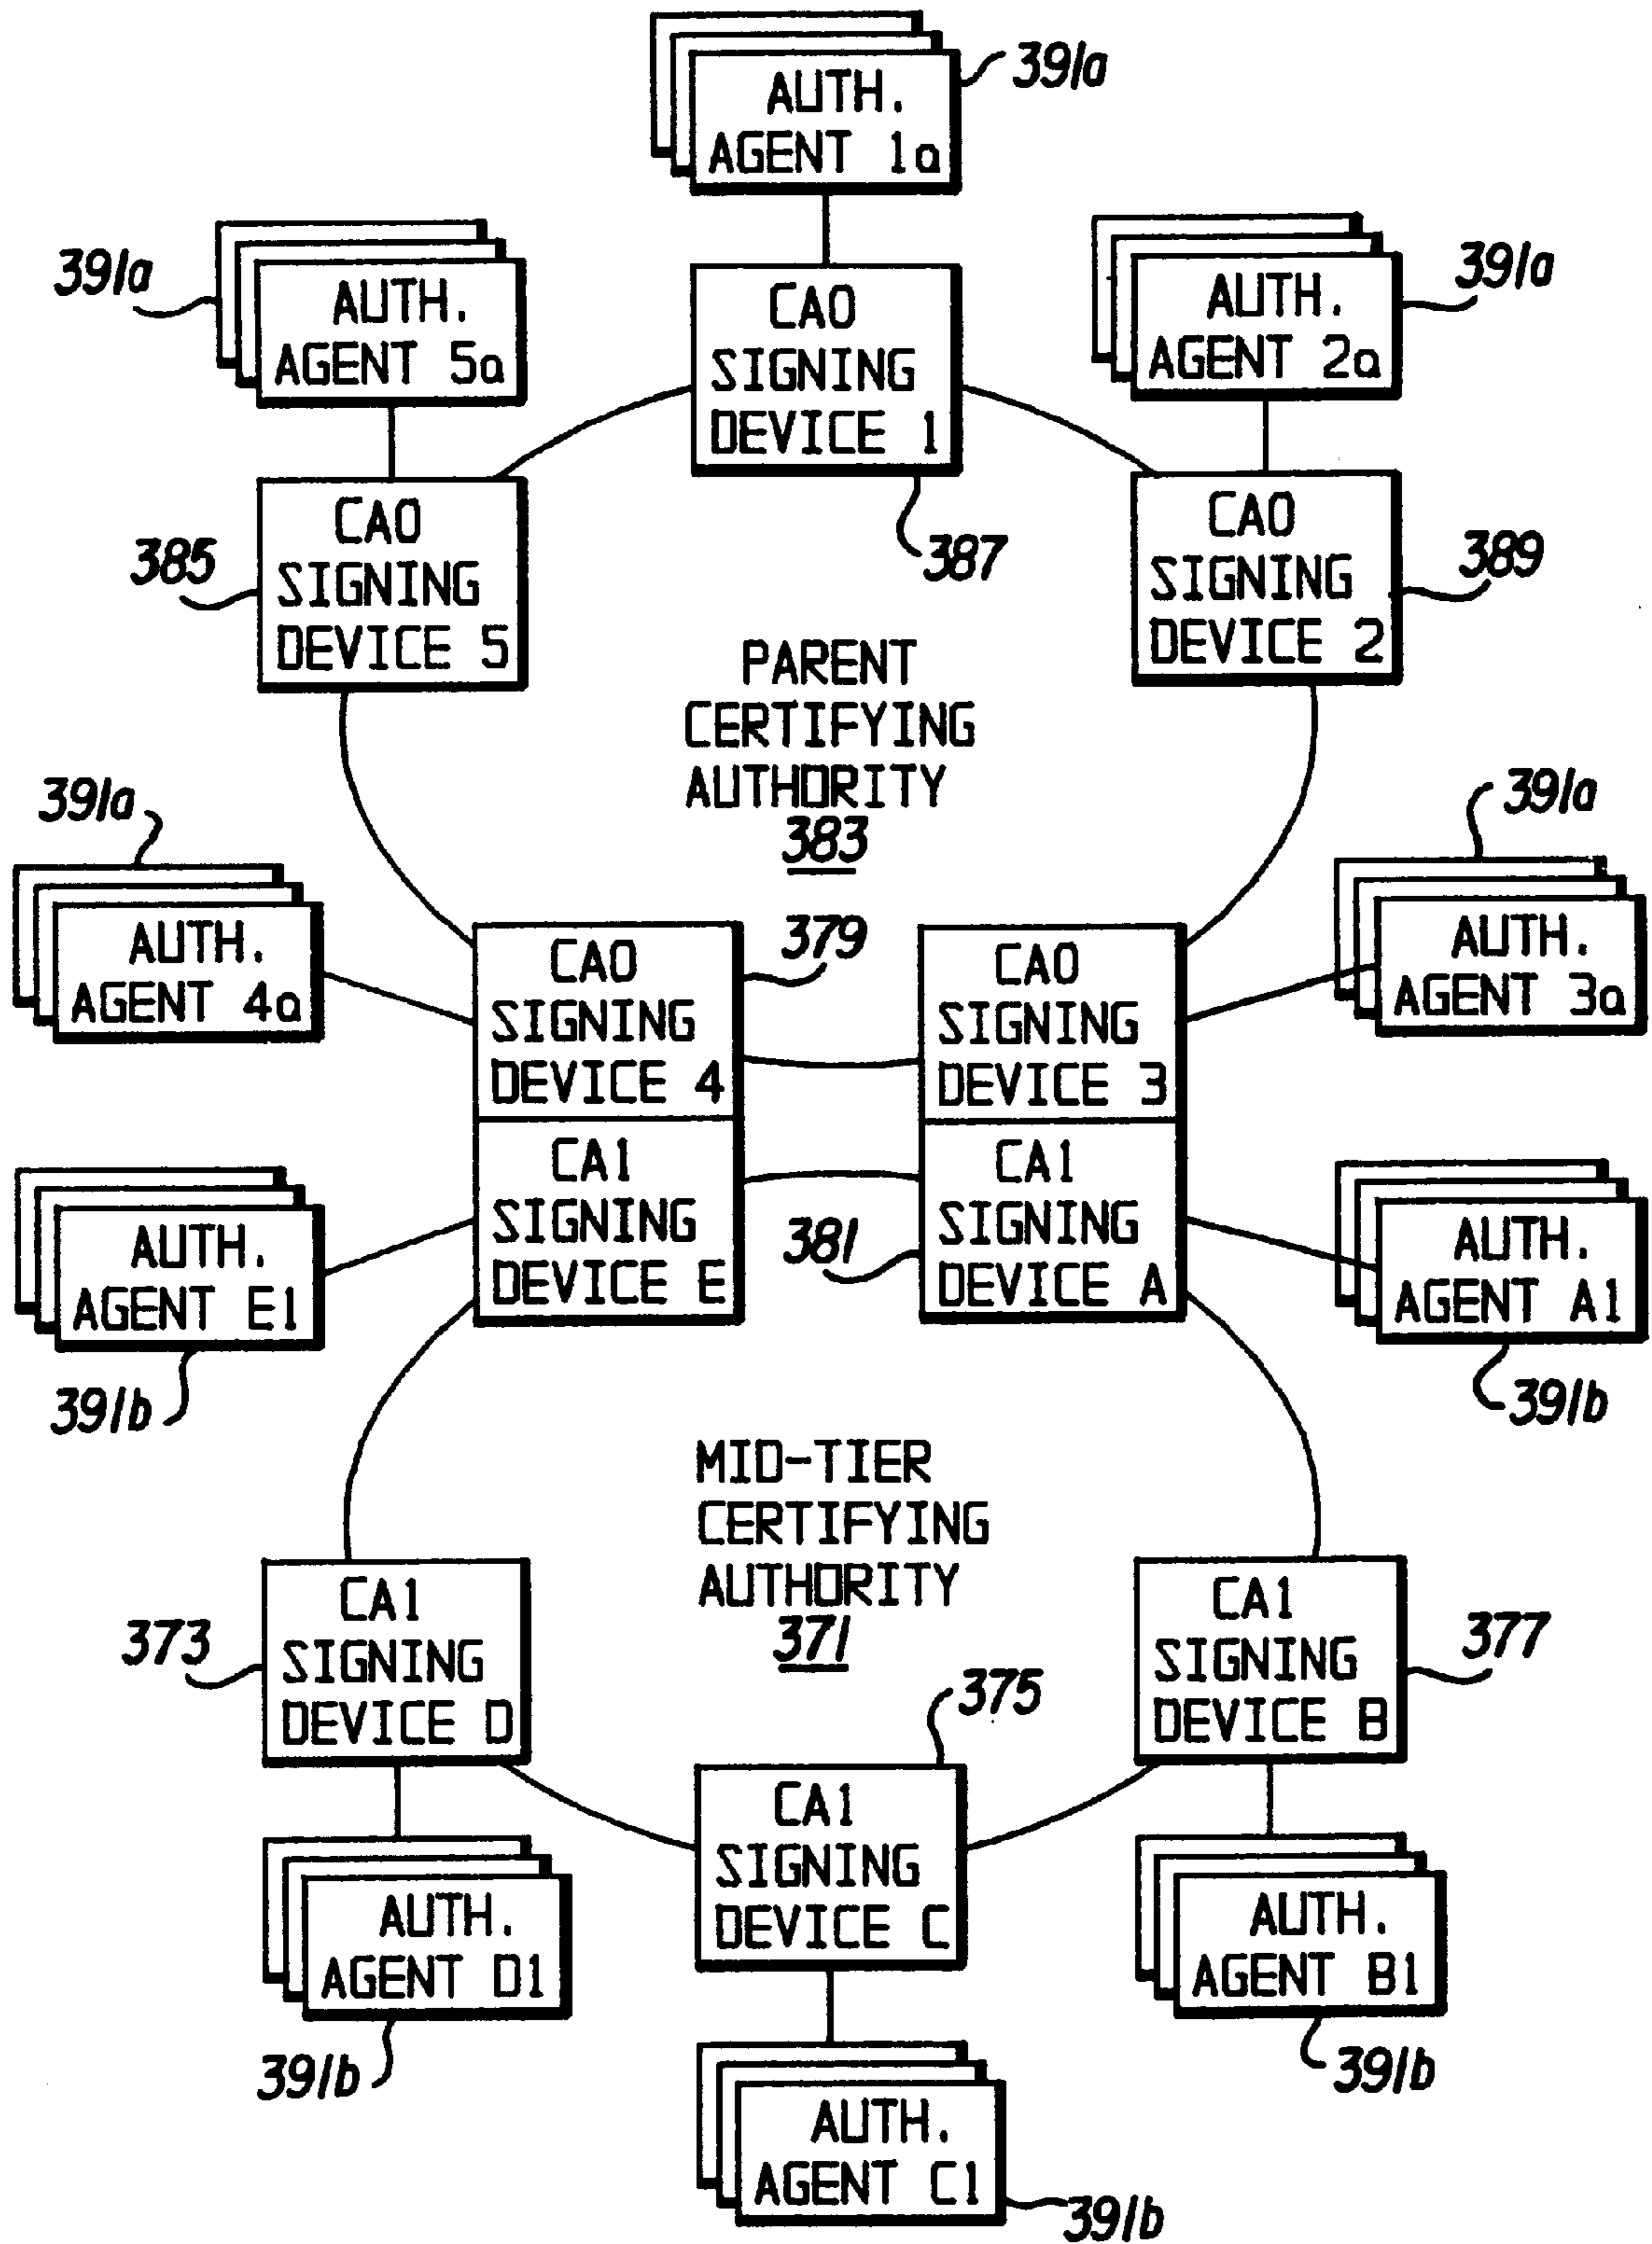 AUTH.
AGENT 1a
391a
AUTH.
AGENT 5a
391a
CA0
SIGNING
DEVICE 1
387
AUTH.
AGENT 2a
391a
CA0
SIGNING
DEVICE 5
385
CA0
SIGNING
DEVICE 2
389
PARENT
CERTIFYING
AUTHORITY
383
391a
AUTH.
AGENT 4a
CA0
SIGNING
DEVICE 4
379
CA0
SIGNING
DEVICE 3
391a
AUTH.
AGENT 3a
AUTH.
AGENT E1
391b
CA1
SIGNING
DEVICE E
381
CA1
SIGNING
DEVICE A
AUTH.
AGENT A1
391b
MID-TIER
CERTIFYING
AUTHORITY
371
373
CA1
SIGNING
DEVICE D
375
CA1
SIGNING
DEVICE C
CA1
SIGNING
DEVICE B
377
AUTH.
AGENT D1
391b
AUTH.
AGENT B1
391b
AUTH.
AGENT C1
391b